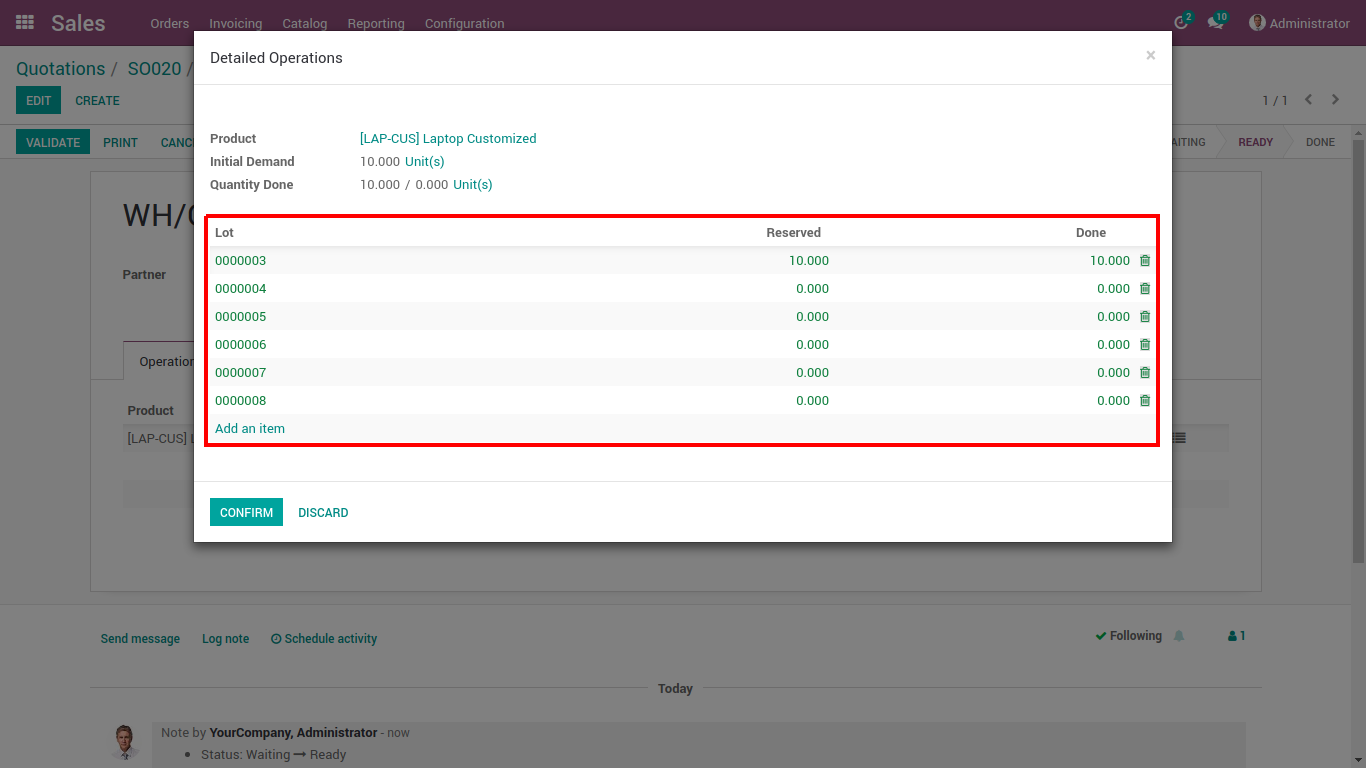 Sales Orders Invoicing Catalog Reporting Configuration 2 10 Administrator
Detailed Operations ×
Quotations / SO020 /
EDIT CREATE 1 / 1
VALIDATE PRINT CANC AITING READY DONE
Product [LAP-CUS] Laptop Customized
Initial Demand 10.000 Unit(s)
Quantity Done 10.000 / 0.000 Unit(s)
WH/
Partner
Lot Reserved Done
0000003 10.000 10.000
0000004 0.000 0.000
0000005 0.000 0.000
0000006 0.000 0.000
0000007 0.000 0.000
0000008 0.000 0.000
Add an item
Operation
Product
[LAP-CUS] L
CONFIRM DISCARD
Send message Log note Schedule activity Following 1
Today
Note by YourCompany, Administrator - now
• Status: Waiting → Ready